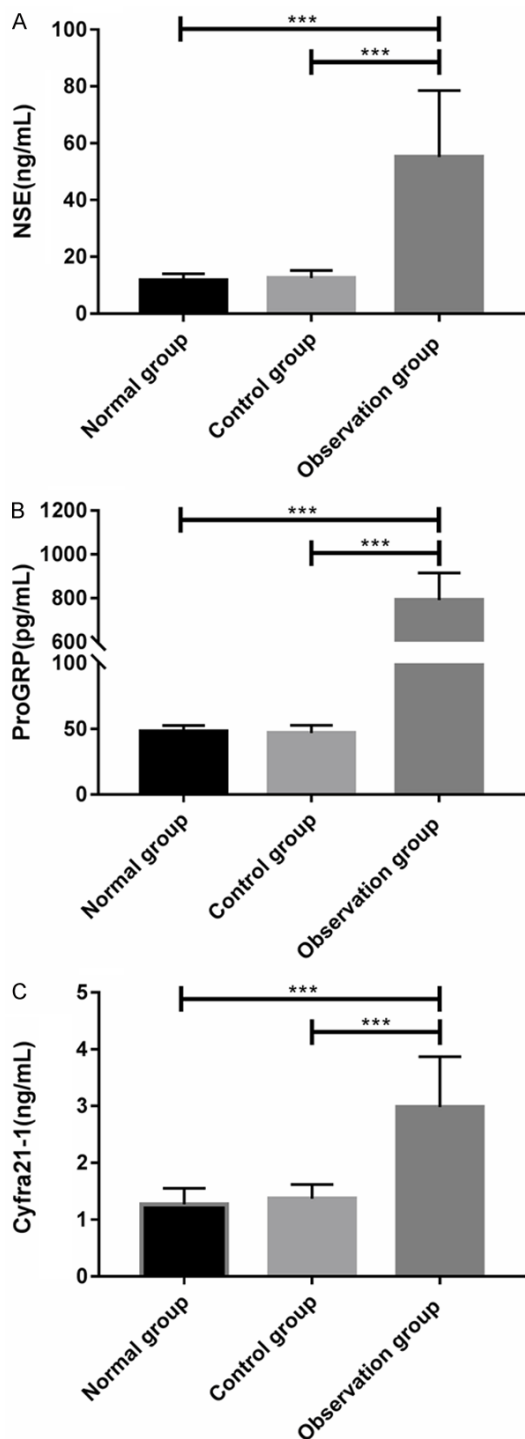 A
NSE(ng/mL)
100
80
60
40
20
0
***
***
Normal group
Control group
Observation group
B
ProGRP(pg/mL)
1200
1000
800
600
100
50
0
***
***
Normal group
Control group
Observation group
C
Cyfra21-1(ng/mL)
5
4
3
2
1
0
***
***
Normal group
Control group
Observation group